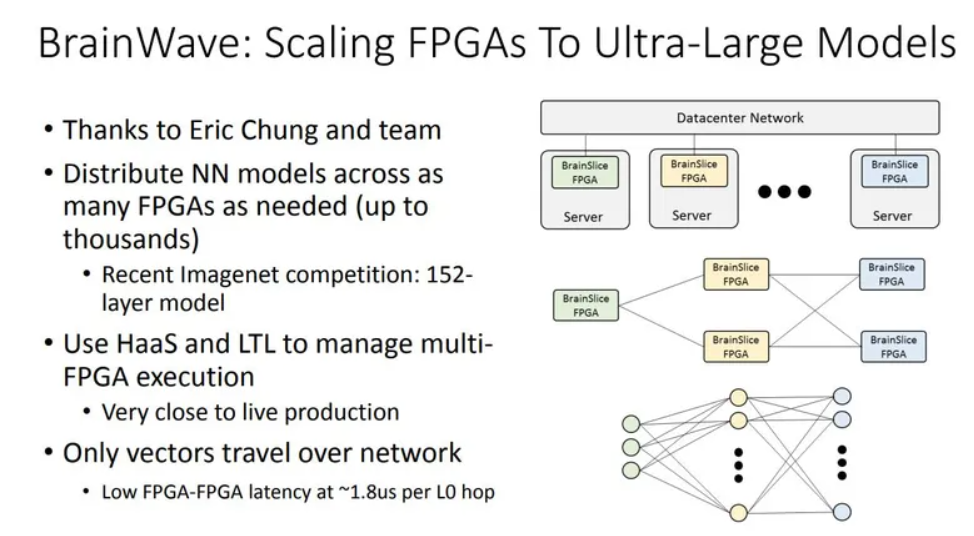 BrainWave: Scaling FPGAs To Ultra-Large Models
• Thanks to Eric Chung and team
• Distribute NN models across as
many FPGAs as needed (up to
thousands)
• Recent Imagenet competition: 152-
layer model
• Use HaaS and LTL to manage multi-
FPGA execution
• Very close to live production
• Only vectors travel over network
• Low FPGA-FPGA latency at ~1.8us per L0 hop
Datacenter Network
BrainSlice
FPGA
Server
BrainSlice
FPGA
Server
BrainSlice
FPGA
Server
BrainSlice
FPGA
BrainSlice
FPGA
BrainSlice
FPGA
BrainSlice
FPGA
BrainSlice
FPGA